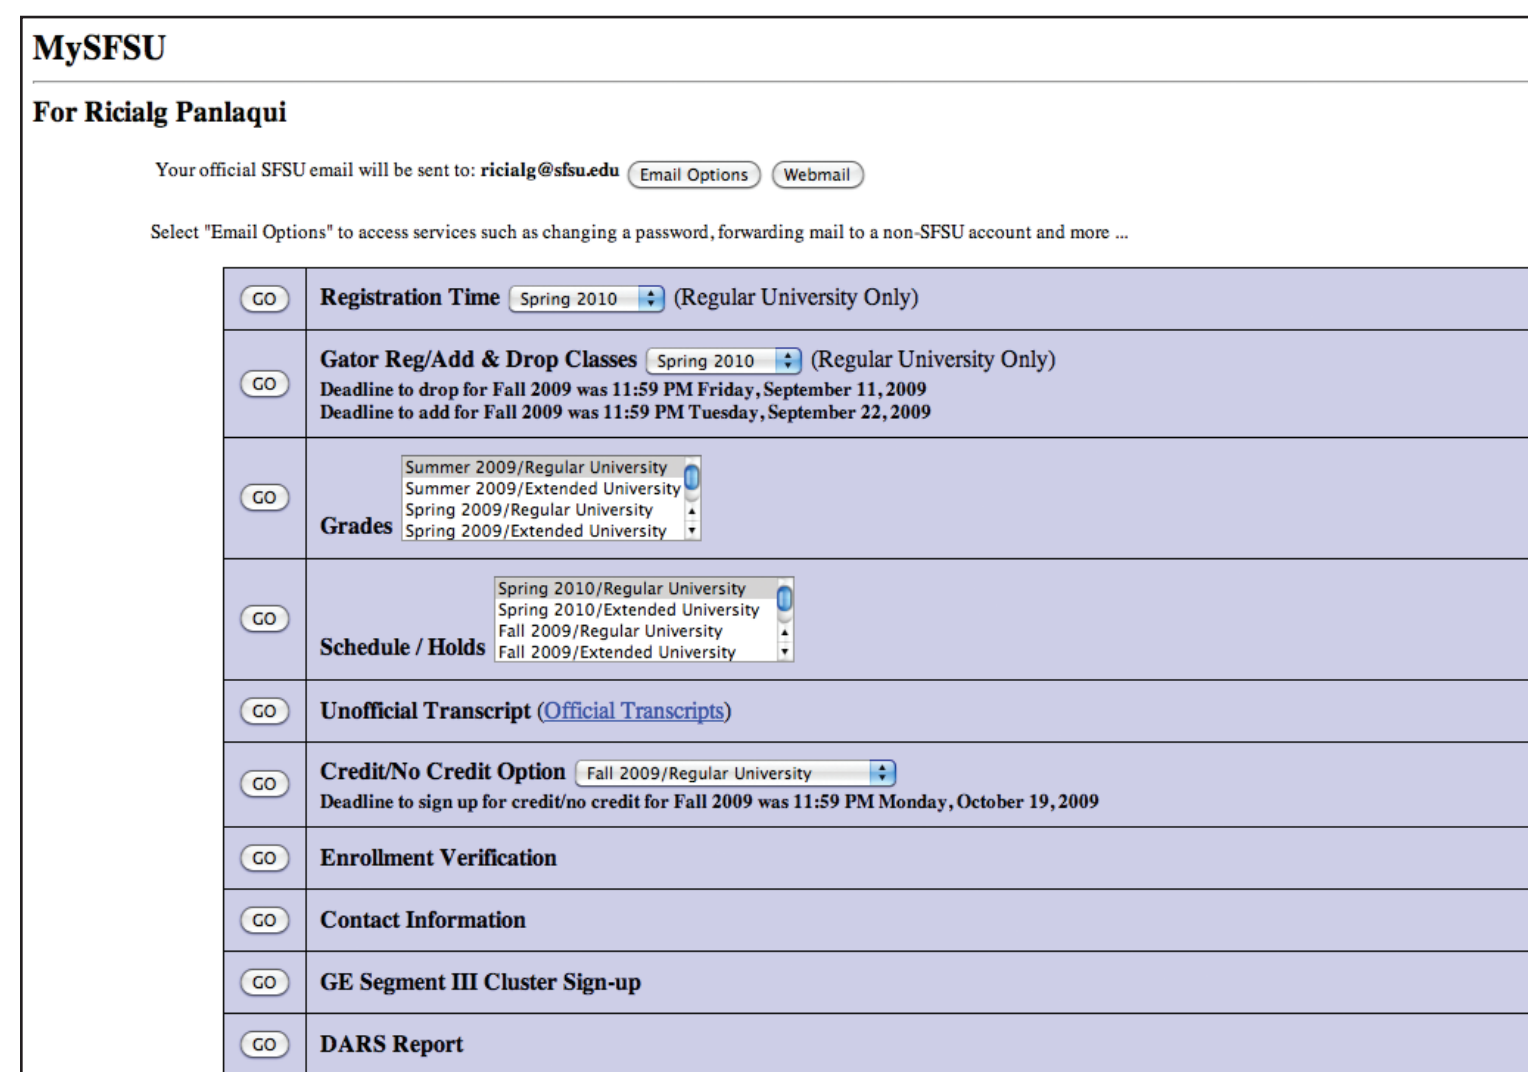 MySFSU
For Ricialg Panlaqui
Your official SFSU email will be sent to: ricialg@sfsu.edu Email Options Webmail
Select "Email Options" to access services such as changing a password, forwarding mail to a non-SFSU account and more ...
GO Registration Time Spring 2010 (Regular University Only)
GO Gator Reg/Add & Drop Classes Spring 2010 (Regular University Only)
Deadline to drop for Fall 2009 was 11:59 PM Friday, September 11, 2009
Deadline to add for Fall 2009 was 11:59 PM Tuesday, September 22, 2009
GO Grades Summer 2009/Regular University
Summer 2009/Extended University
Spring 2009/Regular University
Spring 2009/Extended University
GO Schedule / Holds Spring 2010/Regular University
Spring 2010/Extended University
Fall 2009/Regular University
Fall 2009/Extended University
GO Unofficial Transcript (Official Transcripts)
GO Credit/No Credit Option Fall 2009/Regular University
Deadline to sign up for credit/no credit for Fall 2009 was 11:59 PM Monday, October 19, 2009
GO Enrollment Verification
GO Contact Information
GO GE Segment III Cluster Sign-up
GO DARS Report